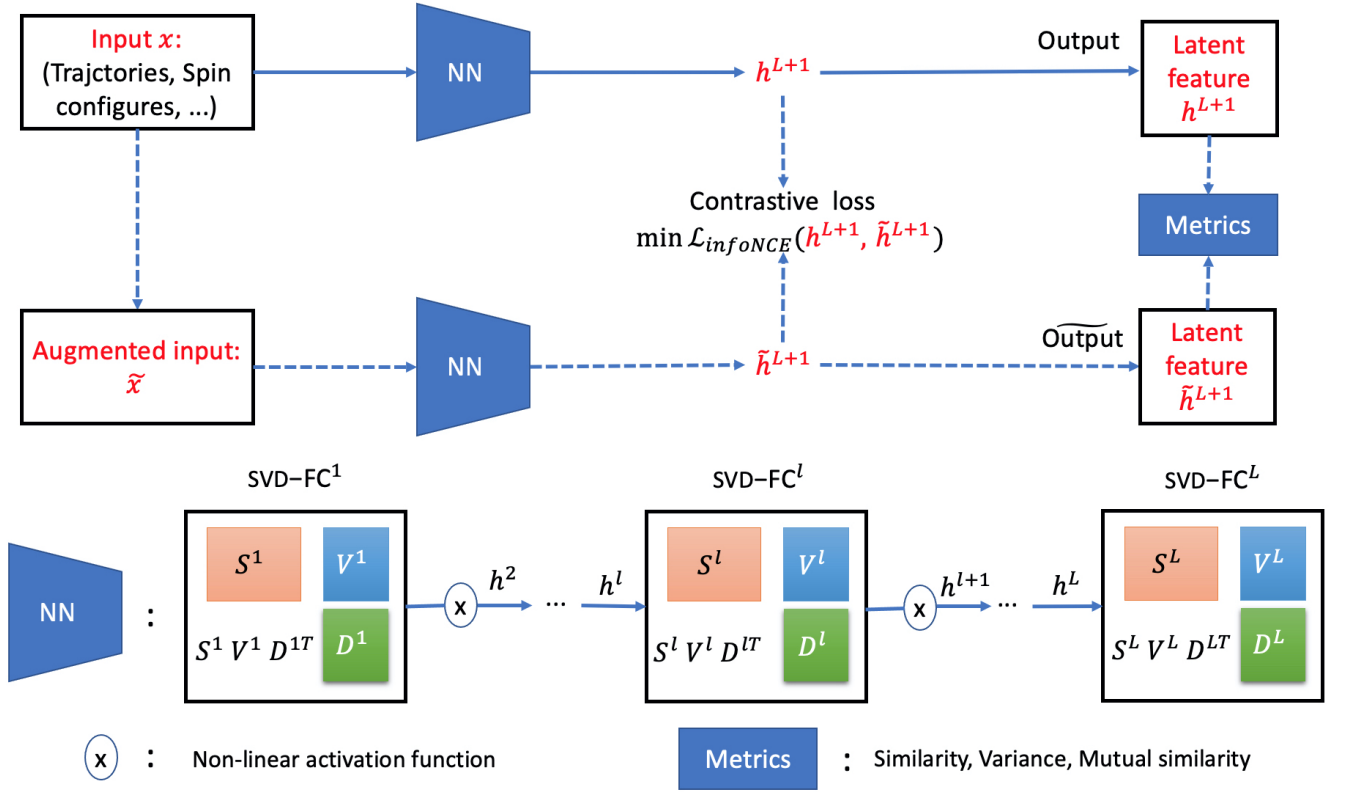 Input x:
(Trajctories, Spin
configures, ...)
NN
h^{L+1}
Output
Latent
feature
h^{L+1}
Contrastive loss
min ℒ_{infoNCE}(h^{L+1}, h̃^{L+1})
Metrics
Augmented input:
x̃
NN
h̃^{L+1}
Output͠
Latent
feature
h̃^{L+1}
SVD–FC^1
SVD–FC^l
SVD–FC^L
NN
:
S^1
V^1
S^1 V^1 D^{1T}
D^1
x
h^2
...
h^l
S^l
V^l
S^l V^l D^{lT}
D^l
x
h^{l+1}
...
h^L
S^L
V^L
S^L V^L D^{LT}
D^L
x : Non-linear activation function
Metrics : Similarity, Variance, Mutual similarity